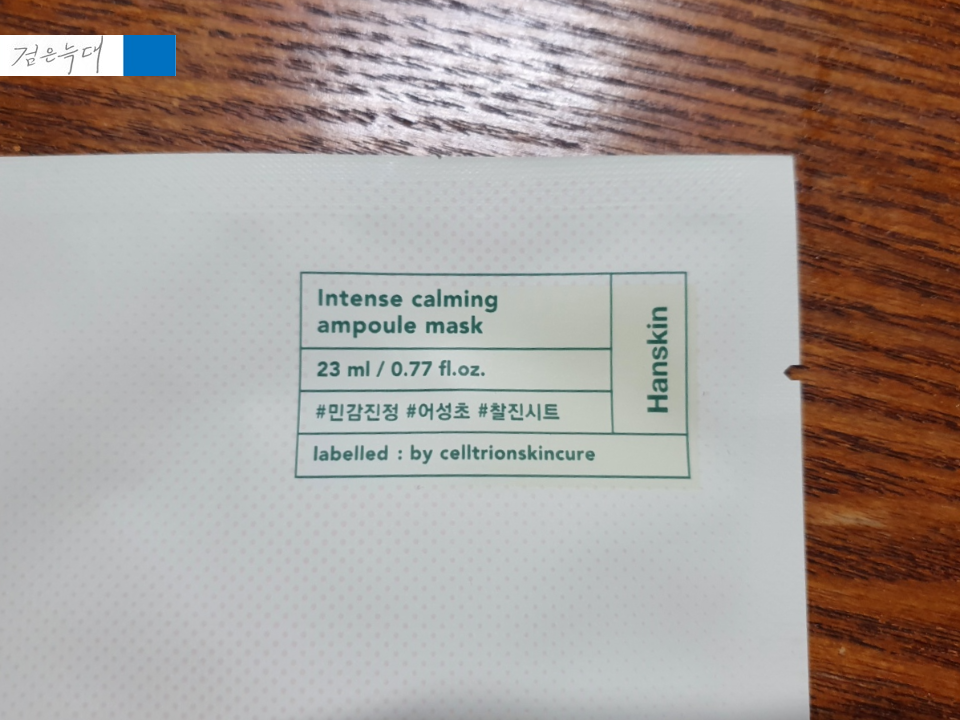 검은늑대
Intense calming
ampoule mask
23 ml / 0.77 fl.oz.
#민감진정 #어성초 #찰진시트
labelled : by celltrionskincure
Hanskin